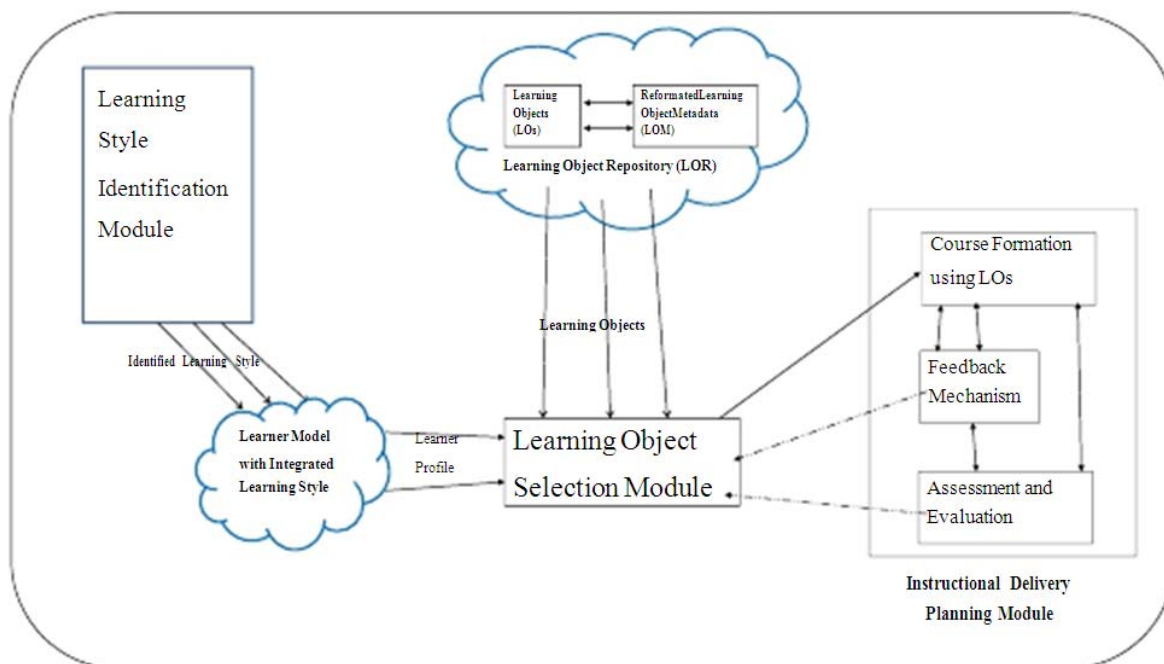 Learning
Style
Identification
Module
Identified Learning Style
Learner Model
with Integrated
Learning Style
Learner
Profile
Learning
Objects
(LOs)
ReformatedLearning
ObjectMetadata
(LOM)
Learning Object Repository (LOR)
Learning Objects
Learning Object
Selection Module
Course Formation
using LOs
Feedback
Mechanism
Assessment and
Evaluation
Instructional Delivery
Planning Module